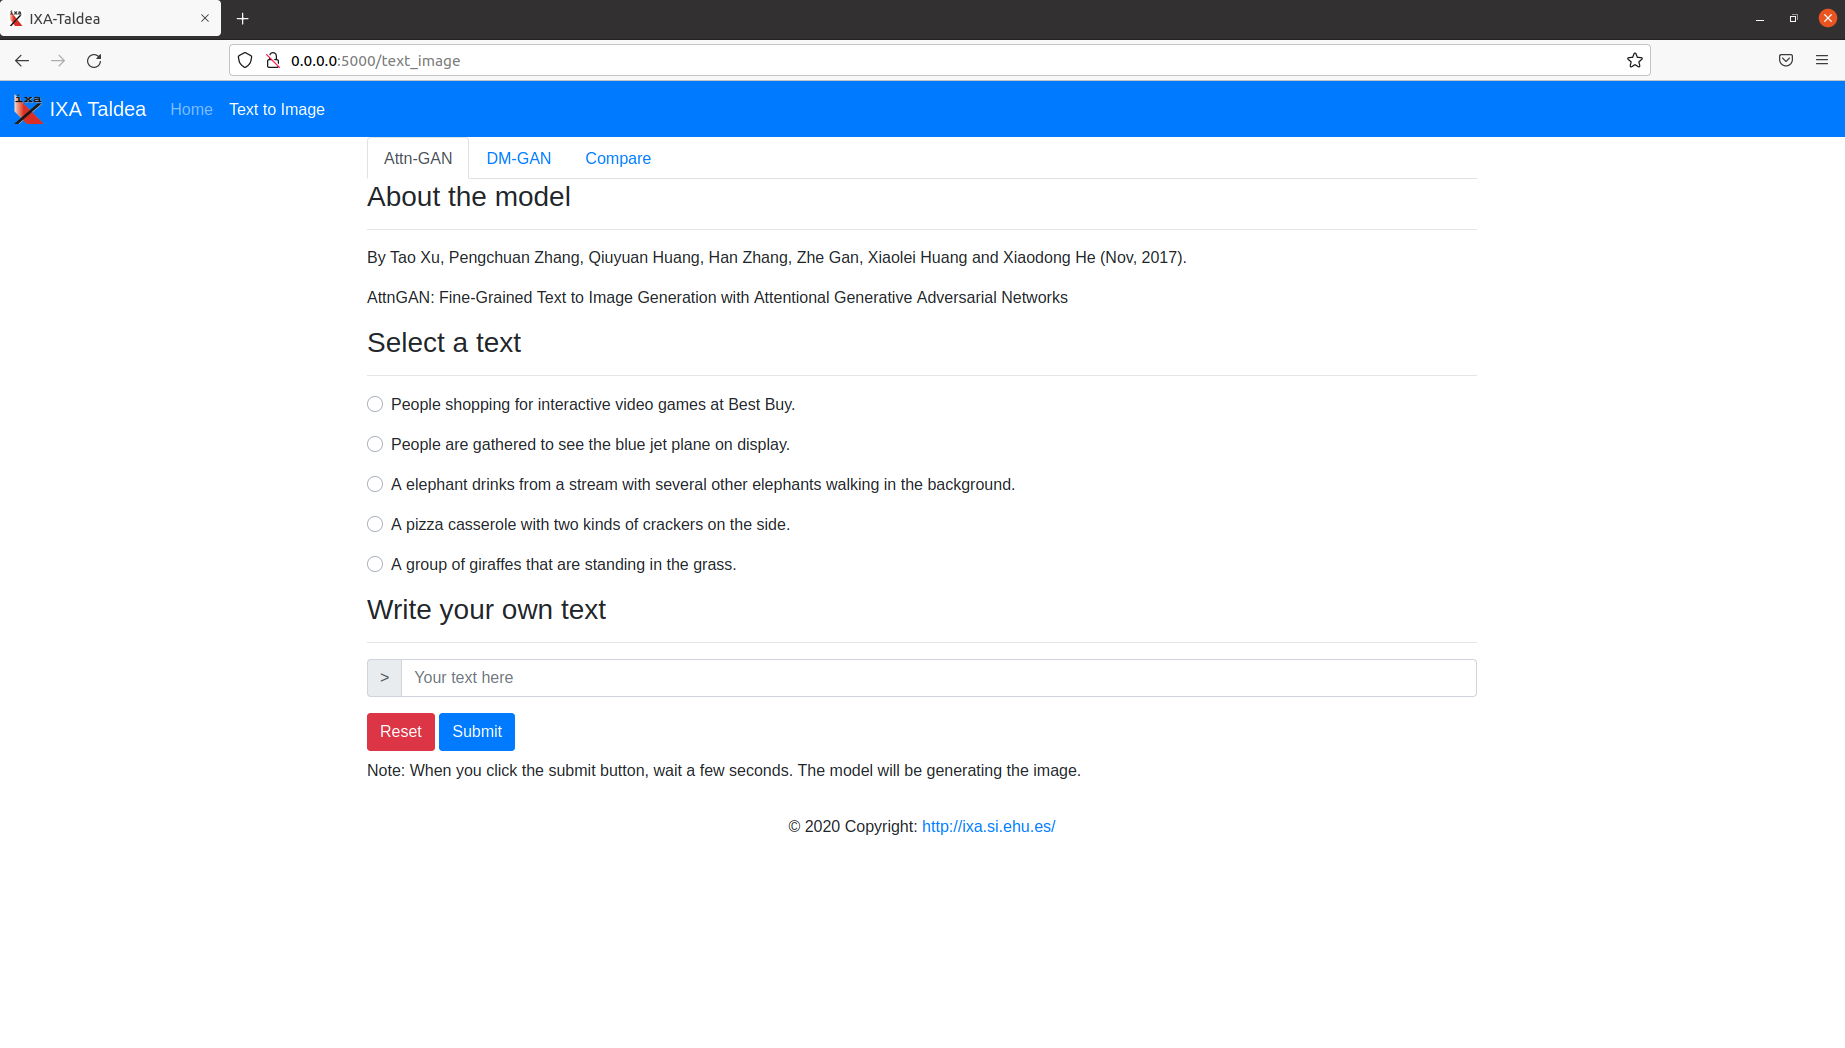 IXA-Taldea
0.0.0.0:5000/text_image
ixa IXA Taldea Home Text to Image
Attn-GAN DM-GAN Compare
About the model
By Tao Xu, Pengchuan Zhang, Qiuyuan Huang, Han Zhang, Zhe Gan, Xiaolei Huang and Xiaodong He (Nov, 2017).
AttnGAN: Fine-Grained Text to Image Generation with Attentional Generative Adversarial Networks
Select a text
People shopping for interactive video games at Best Buy.
People are gathered to see the blue jet plane on display.
A elephant drinks from a stream with several other elephants walking in the background.
A pizza casserole with two kinds of crackers on the side.
A group of giraffes that are standing in the grass.
Write your own text
> Your text here
Reset Submit
Note: When you click the submit button, wait a few seconds. The model will be generating the image.
© 2020 Copyright: http://ixa.si.ehu.es/